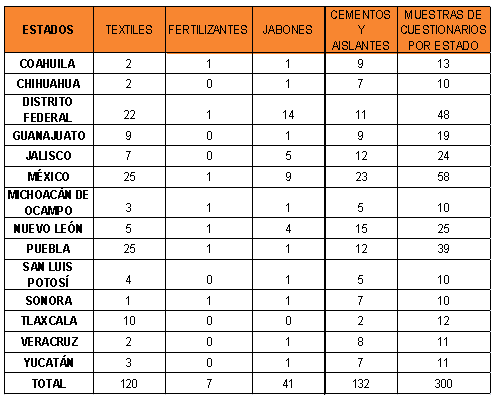 ESTADOS TEXTILES FERTILIZANTES JABONES CEMENTOS Y AISLANTES MUESTRAS DE CUESTIONARIOS POR ESTADO
COAHUILA 2 1 1 9 13
CHIHUAHUA 2 0 1 7 10
DISTRITO FEDERAL 22 1 14 11 48
GUANAJUATO 9 0 1 9 19
JALISCO 7 0 5 12 24
MÉXICO 25 1 9 23 58
MICHOACÁN DE OCAMPO 3 1 1 5 10
NUEVO LEÓN 5 1 4 15 25
PUEBLA 25 1 1 12 39
SAN LUIS POTOSÍ 4 0 1 5 10
SONORA 1 1 1 7 10
TLAXCALA 10 0 0 2 12
VERACRUZ 2 0 1 8 11
YUCATÁN 3 0 1 7 11
TOTAL 120 7 41 132 300